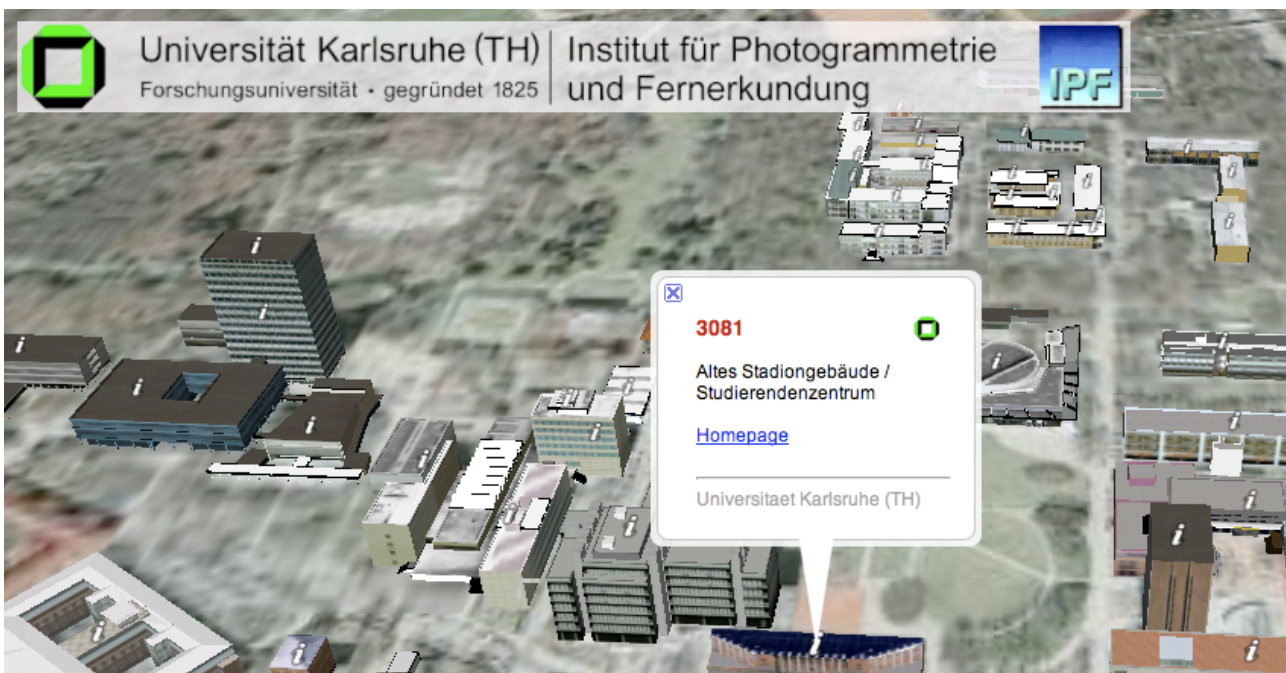 Universität Karlsruhe (TH)
Forschungsuniversität • gegründet 1825
Institut für Photogrammetrie
und Fernerkundung
IPF
3081
Altes Stadiongebäude /
Studierendenzentrum
Homepage
Universitaet Karlsruhe (TH)